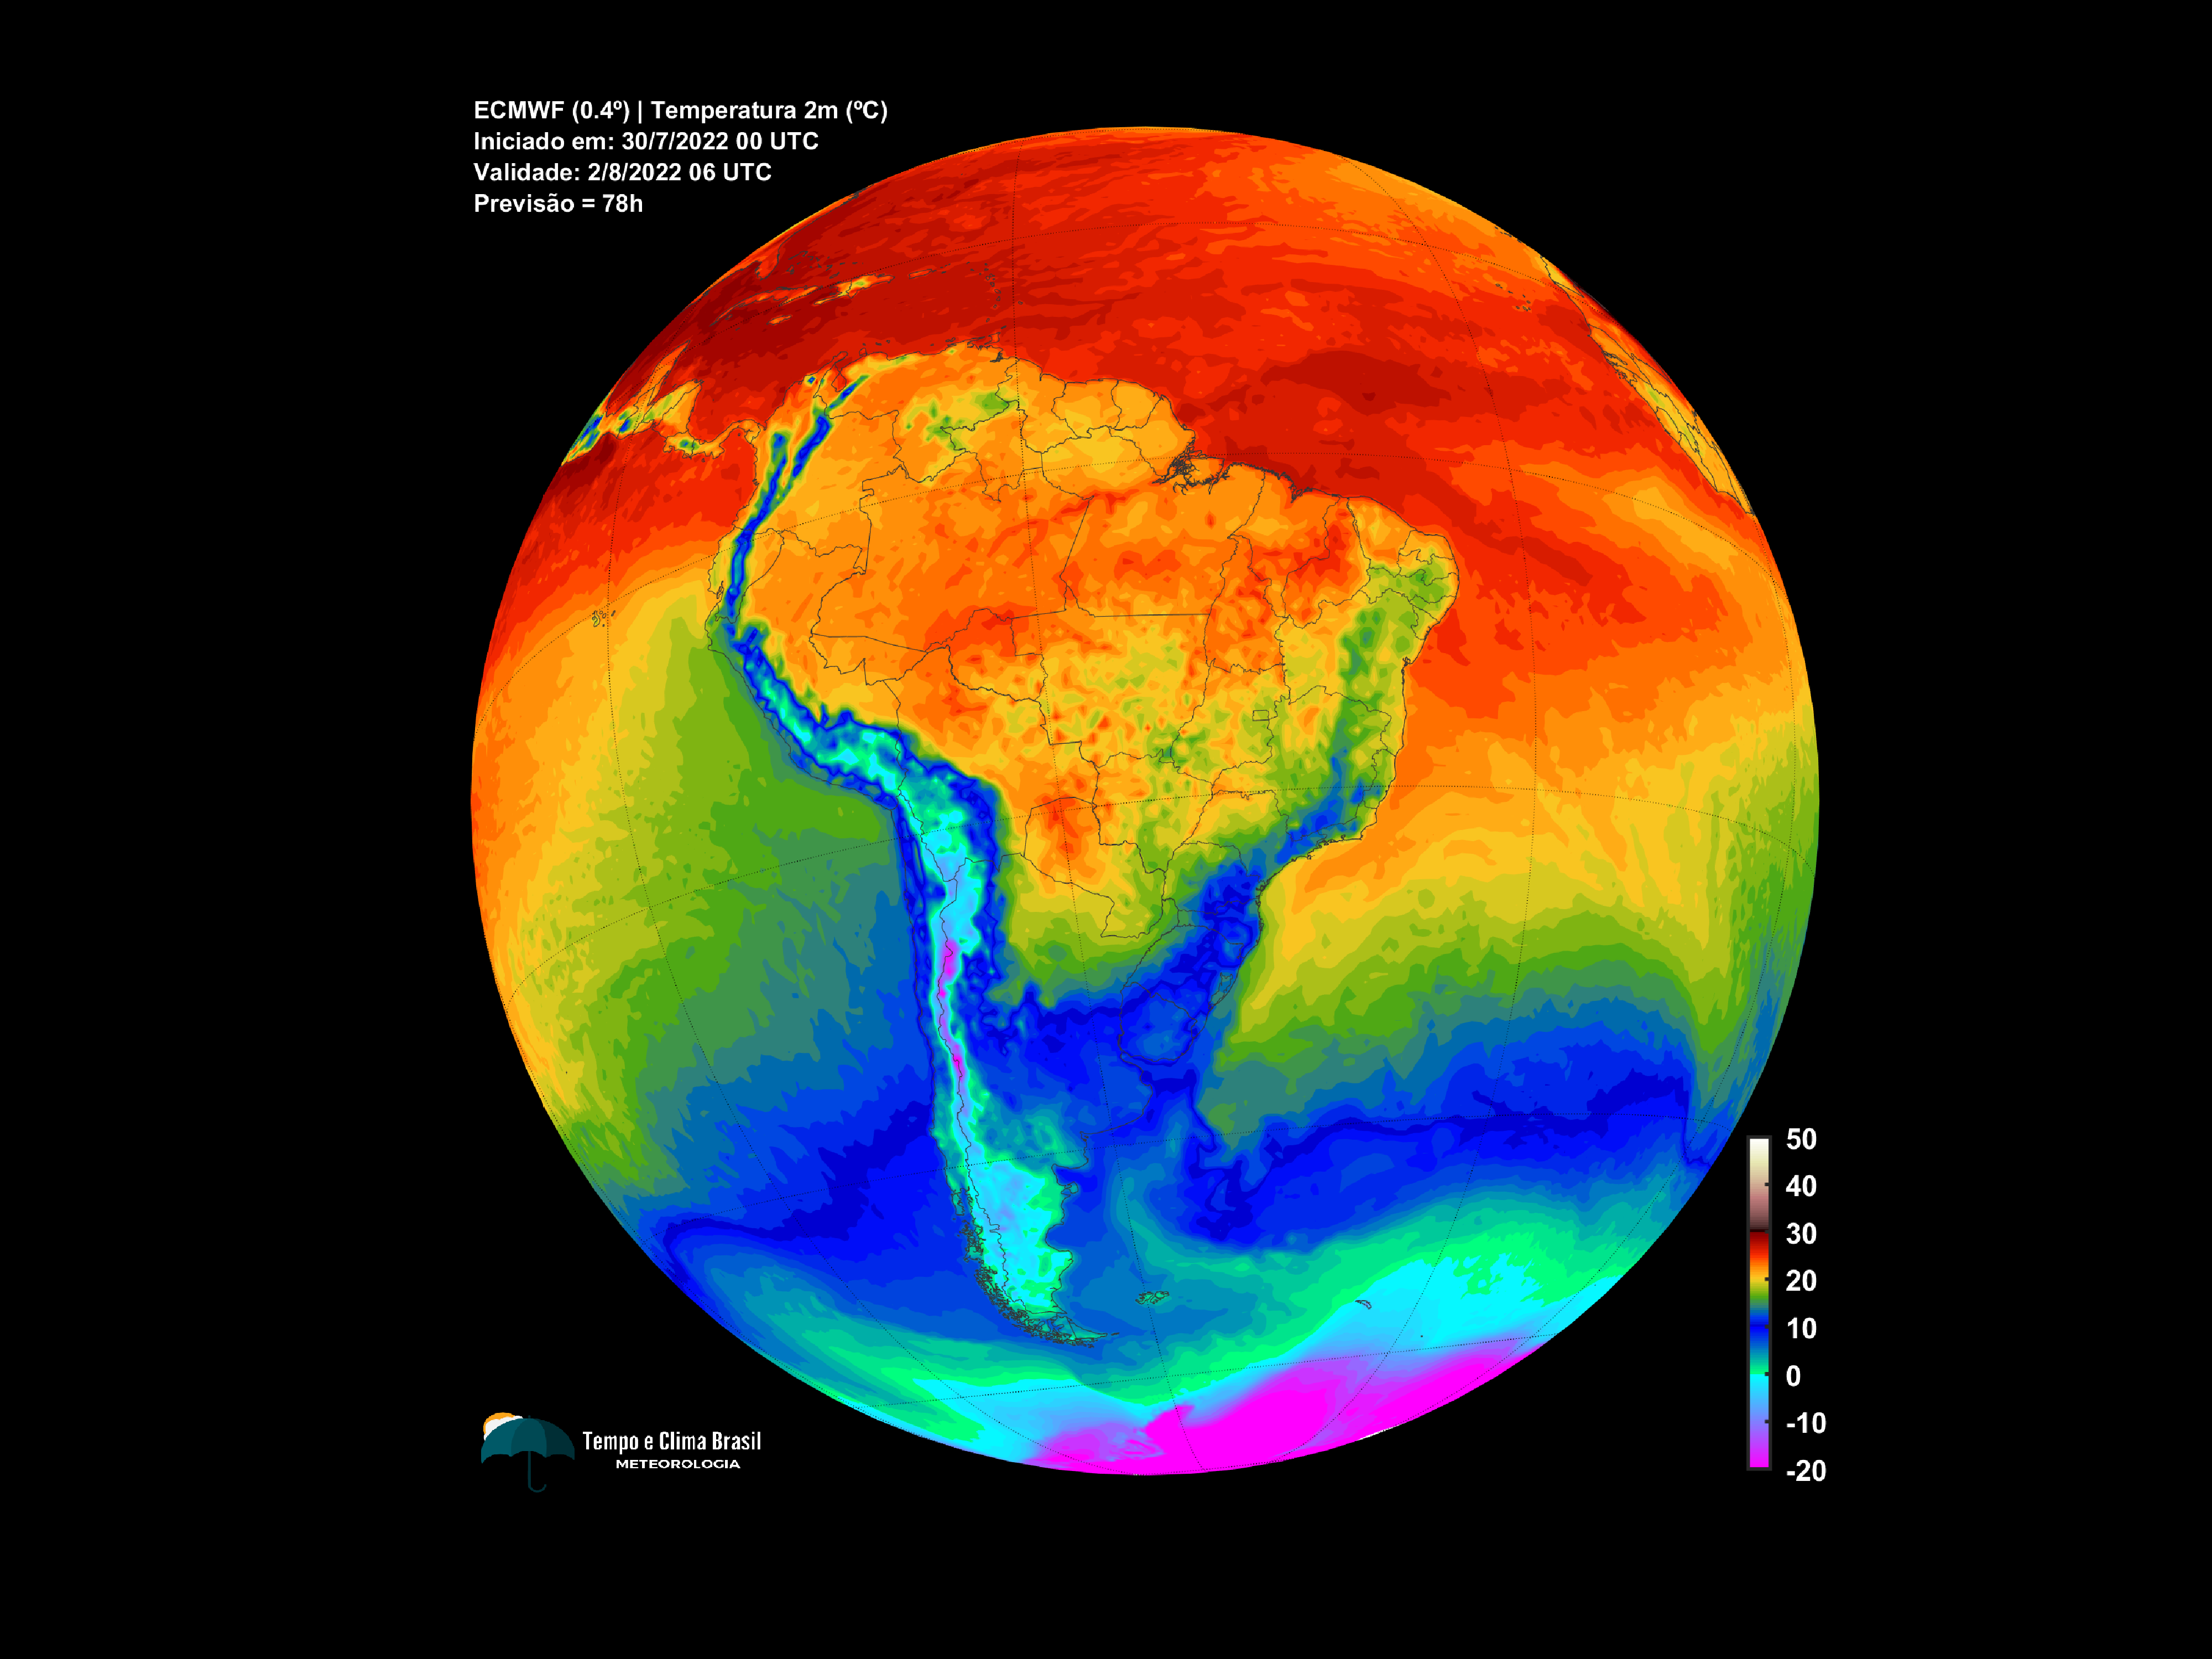 ECMWF (0.4º) | Temperatura 2m (ºC)
Iniciado em: 30/7/2022 00 UTC
Validade: 2/8/2022 06 UTC
Previsão = 78h
50
40
30
20
10
0
-10
-20
Tempo e Clima Brasil
METEOROLOGIA